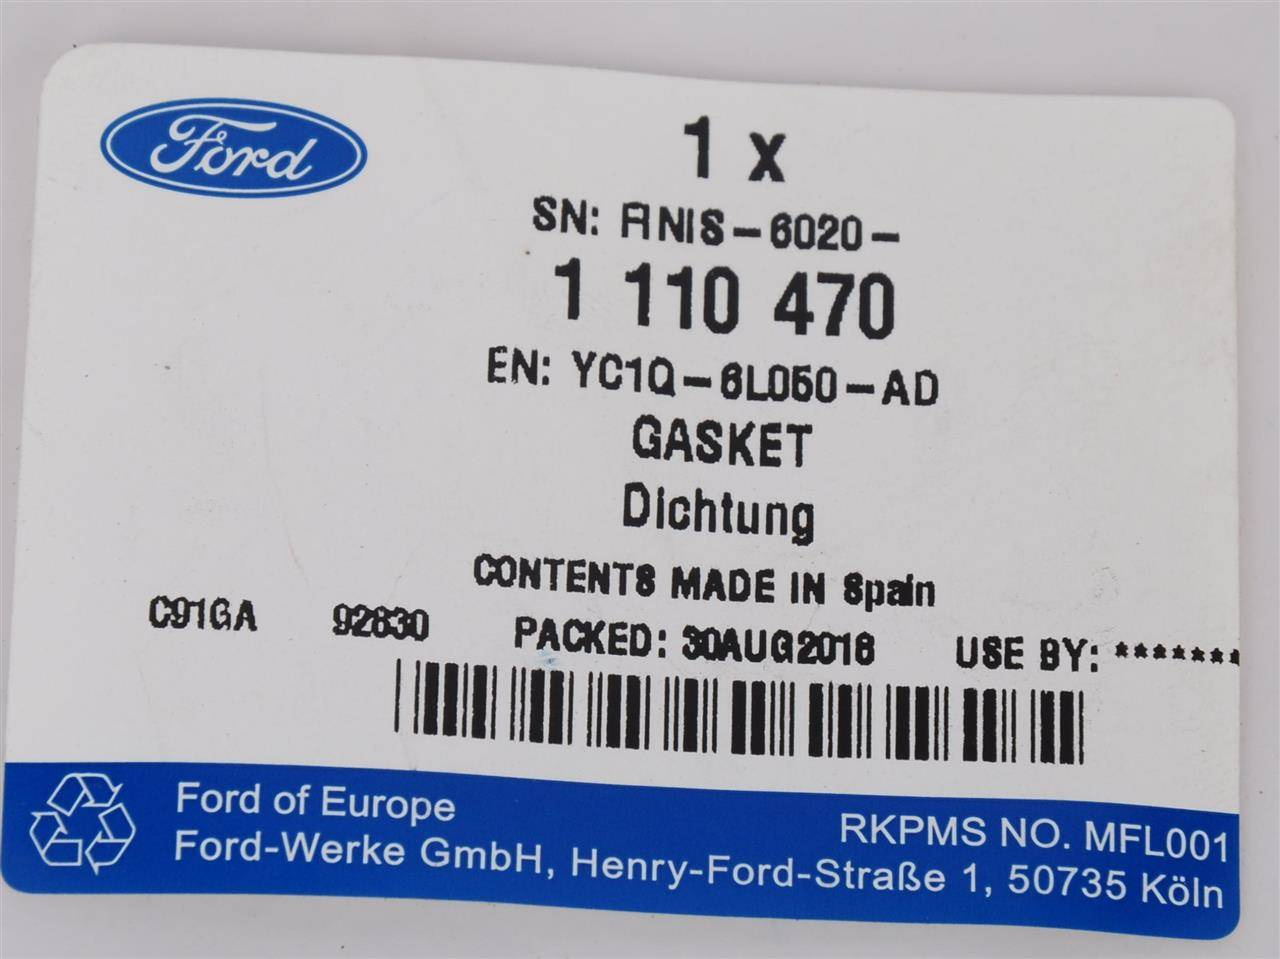 Ford
1 x
SN: RNIS-6020-
1 110 470
EN: YC1Q-6L050-AD
GASKET
Dichtung
CONTENTS MADE IN Spain
C91GA 92830 PACKED: 30AUG2018 USE BY: *******
Ford of Europe
RKPMS NO. MFL001
Ford-Werke GmbH, Henry-Ford-Straße 1, 50735 Köln